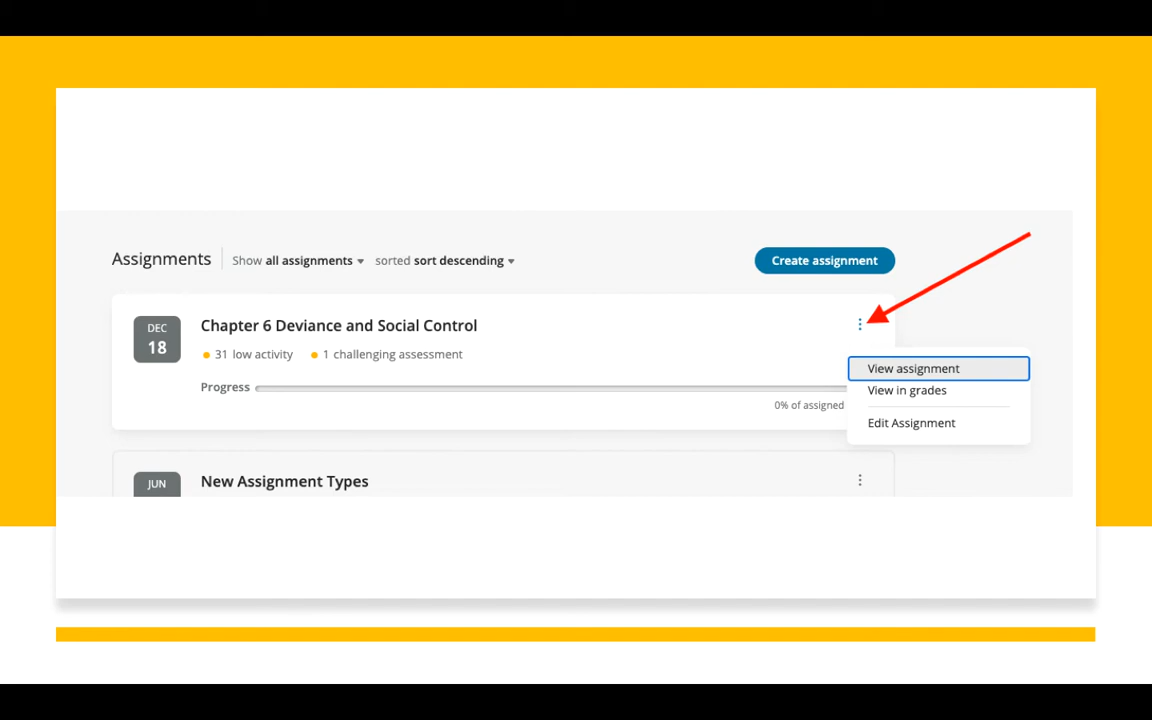 Assignments Show all assignments sorted sort descending Create assignment
DEC
18
Chapter 6 Deviance and Social Control
31 low activity 1 challenging assessment
Progress
0% of assigned
View assignment
View in grades
Edit Assignment
JUN
New Assignment Types